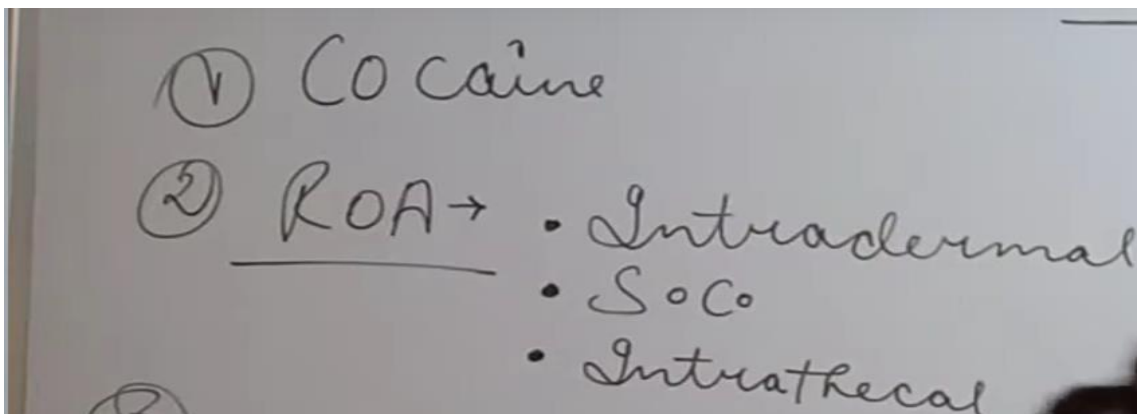 ① Cocaine
② ROA → • Intradermal
• S.C.
• Intrathecal